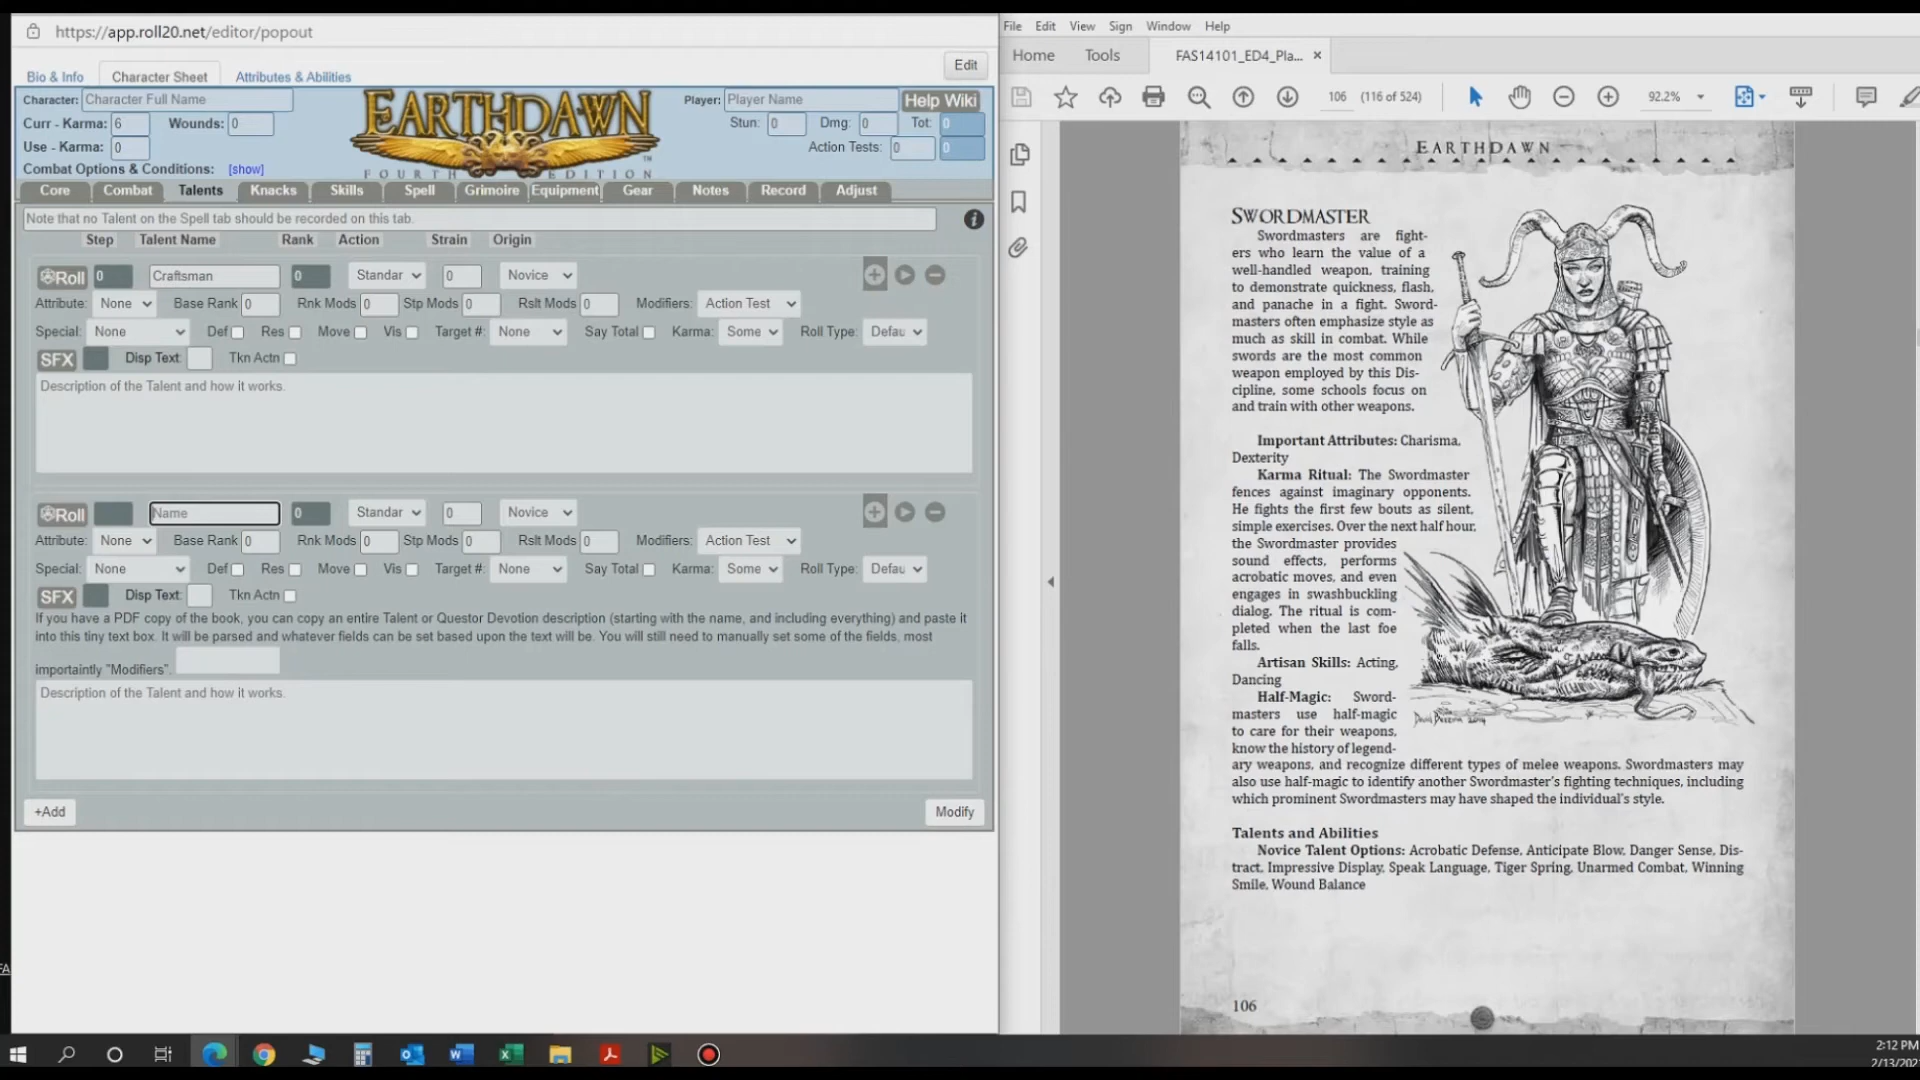 https://app.roll20.net/editor/popout
Bio & Info
Character Sheet
Attributes & Abilities
Edit
Character: Character Full Name
EARTHDAWN
FOURTH EDITION
Player: Player Name
Help Wiki
Curr - Karma: 6 Wounds: 0
Stun: 0 Dmg: 0 Tot: 0
Use - Karma: 0
Action Tests: 0 0
Combat Options & Conditions: [show]
Core Combat Talents Knacks Skills Spell Grimoire Equipment Gear Notes Record Adjust
Note that no Talent on the Spell tab should be recorded on this tab.
Step Talent Name Rank Action Strain Origin
Roll 0 Craftsman 0 Standar 0 Novice
Attribute: None Base Rank 0 Rnk Mods 0 Stp Mods 0 Rslt Mods 0 Modifiers: Action Test
Special: None Def Res Move Vis Target #: None Say Total Karma: Some Roll Type: Defau
SFX Disp Text: Tkn Actn
Description of the Talent and how it works.
Roll Name 0 Standar 0 Novice
Attribute: None Base Rank 0 Rnk Mods 0 Stp Mods 0 Rslt Mods 0 Modifiers: Action Test
Special: None Def Res Move Vis Target #: None Say Total Karma: Some Roll Type: Defau
SFX Disp Text: Tkn Actn
If you have a PDF copy of the book, you can copy an entire Talent or Questor Devotion description (starting with the name, and including everything) and paste it
into this tiny text box. It will be parsed and whatever fields can be set based upon the text will be. You will still need to manually set some of the fields, most
importaintly "Modifiers".
Description of the Talent and how it works.
+Add
Modify
File Edit View Sign Window Help
Home Tools FAS14101_ED4_Pla... ×
106 (116 of 524) 92.2%
EARTHDAWN
SWORDMASTER
Swordmasters are fight-
ers who learn the value of a
well-handled weapon, training
to demonstrate quickness, flash,
and panache in a fight. Sword-
masters often emphasize style as
much as skill in combat. While
swords are the most common
weapon employed by this Dis-
cipline, some schools focus on
and train with other weapons.
Important Attributes: Charisma,
Dexterity
Karma Ritual: The Swordmaster
fences against imaginary opponents.
He fights the first few bouts as silent,
simple exercises. Over the next half hour,
the Swordmaster provides
sound effects, performs
acrobatic moves, and even
engages in swashbuckling
dialog. The ritual is com-
pleted when the last foe
falls.
Artisan Skills: Acting,
Dancing
Half-Magic: Sword-
masters use half-magic
to care for their weapons,
know the history of legend-
ary weapons, and recognize different types of melee weapons. Swordmasters may
also use half-magic to identify another Swordmaster's fighting techniques, including
which prominent Swordmasters may have shaped the individual's style.
Talents and Abilities
Novice Talent Options: Acrobatic Defense, Anticipate Blow, Danger Sense, Dis-
tract, Impressive Display, Speak Language, Tiger Spring, Unarmed Combat, Winning
Smile, Wound Balance
106
FA
2:12 PM
2/13/202